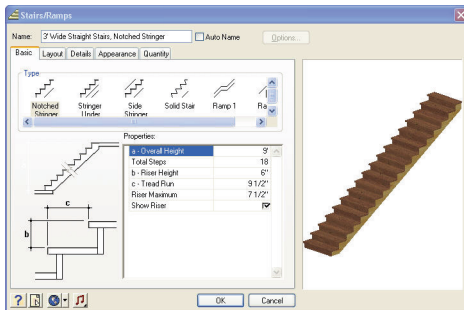 Stairs/Ramps
Name: 3' Wide Straight Stairs, Notched Stringer Auto Name Options...
Basic Layout Details Appearance Quantity
Type
Notched Stringer Side Solid Stair Ramp 1 Ra
Stringer Under Stringer
Properties:
a - Overall Height 9'
Total Steps 18
b - Riser Height 6"
c - Tread Run 9 1/2"
Riser Maximum 7 1/2"
Show Riser
c
b
OK Cancel